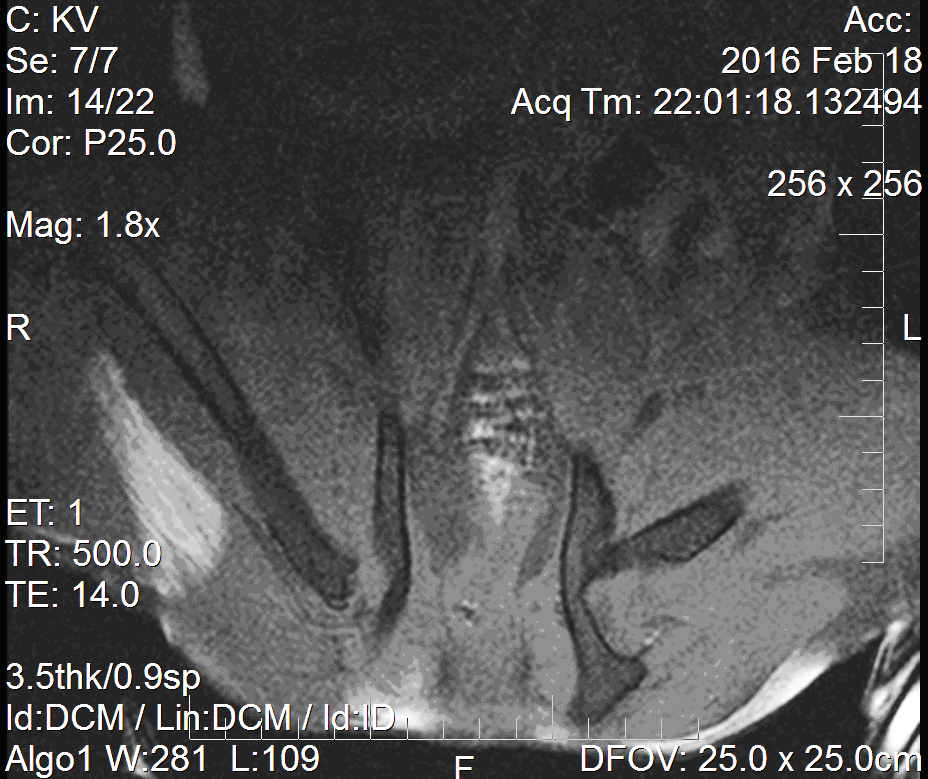 C: KV
Acc:
Se: 7/7
2016 Feb 18
Im: 14/22
Acq Tm: 22:01:18.132494
Cor: P25.0
256 x 256
Mag: 1.8x
R
L
ET: 1
TR: 500.0
TE: 14.0
3.5thk/0.9sp
Id:DCM / Lin:DCM / Id:ID
Algo1 W:281 L:109
F
DFOV: 25.0 x 25.0cm